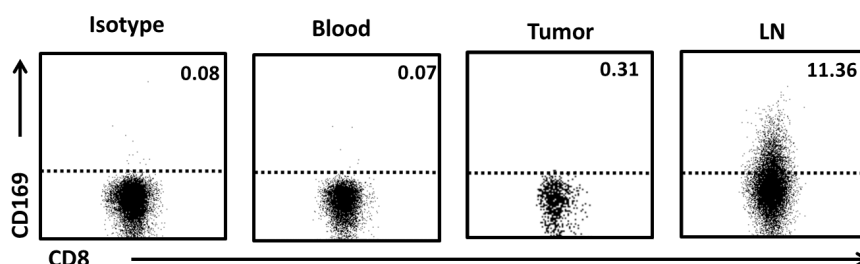 Isotype
Blood
Tumor
LN
0.08
0.07
0.31
11.36
CD169
CD8